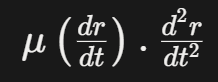 μ (dr/dt) . d²r/dt²